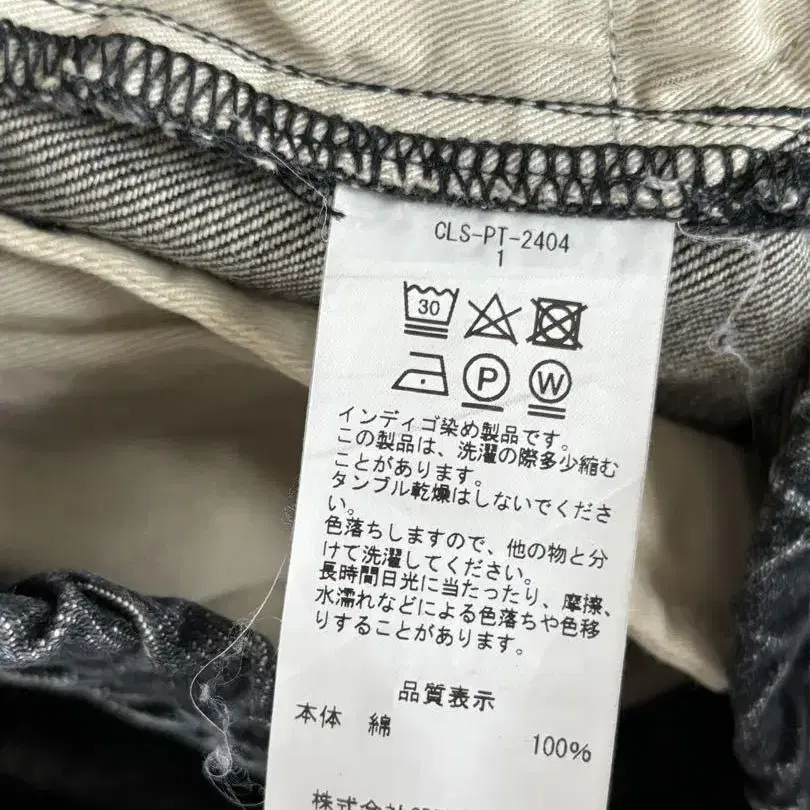 CLS-PT-2404
1
30
P W
インディゴ染め製品です。
この製品は、洗濯の際多少縮む
ことがあります。
タンブル乾燥はしないでくださ
い。
色落ちしますので、他の物と分
けて洗濯してください。
長時間日光に当たったり、摩擦、
水濡れなどによる色落ちや色移
りすることがあります。
品質表示
本体 綿 100%
株式会社